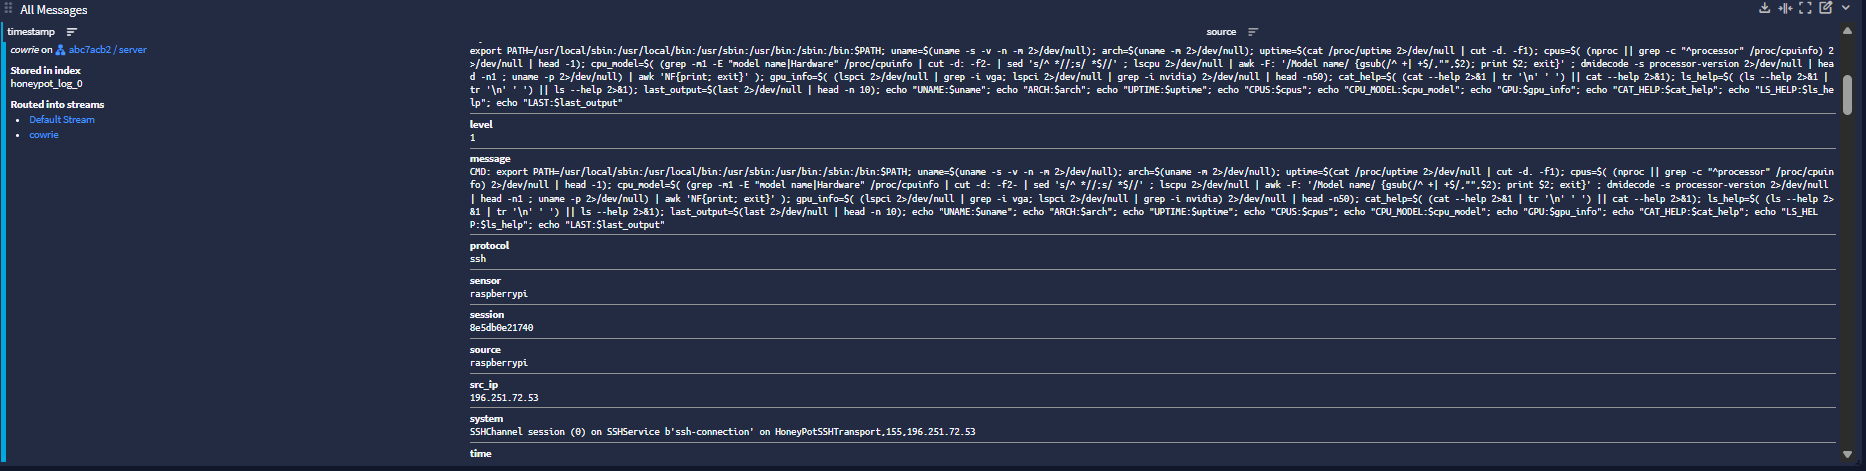 All Messages
timestamp
source
cowrie on abc7acb2 / server
Stored in index
honeypot_log_0
Routed into streams
Default Stream
cowrie
export PATH=/usr/local/sbin:/usr/local/bin:/usr/sbin:/usr/bin:/sbin:/bin:$PATH; uname=$(uname -s -v -n -m 2>/dev/null); arch=$(uname -m 2>/dev/null); uptime=$(cat /proc/uptime 2>/dev/null | cut -d. -f1); cpus=$( (nproc || grep -c "^processor" /proc/cpuinfo) 2
>/dev/null | head -1); cpu_model=$( (grep -m1 -E "model name|Hardware" /proc/cpuinfo | cut -d: -f2- | sed 's/^ *//;s/ *$//' ; lscpu 2>/dev/null | awk -F: '/Model name/ {gsub(/^ +| +$/,"",$2); print $2; exit}' ; dmidecode -s processor-version 2>/dev/null | hea
d -n1 ; uname -p 2>/dev/null) | awk 'NF{print; exit}' ); gpu_info=$( (lspci 2>/dev/null | grep -i vga; lspci 2>/dev/null | grep -i nvidia) 2>/dev/null | head -n50); cat_help=$( (cat --help 2>&1 | tr '\n' ' ') || cat --help 2>&1); ls_help=$( (ls --help 2>&1 |
tr '\n' ' ') || ls --help 2>&1); last_output=$(last 2>/dev/null | head -n 10); echo "UNAME:$uname"; echo "ARCH:$arch"; echo "UPTIME:$uptime"; echo "CPUS:$cpus"; echo "CPU_MODEL:$cpu_model"; echo "GPU:$gpu_info"; echo "CAT_HELP:$cat_help"; echo "LS_HELP:$ls_he
lp"; echo "LAST:$last_output"
level
1
message
CMD: export PATH=/usr/local/sbin:/usr/local/bin:/usr/sbin:/usr/bin:/sbin:/bin:$PATH; uname=$(uname -s -v -n -m 2>/dev/null); arch=$(uname -m 2>/dev/null); uptime=$(cat /proc/uptime 2>/dev/null | cut -d. -f1); cpus=$( (nproc || grep -c "^processor" /proc/cpuin
fo) 2>/dev/null | head -1); cpu_model=$( (grep -m1 -E "model name|Hardware" /proc/cpuinfo | cut -d: -f2- | sed 's/^ *//;s/ *$//' ; lscpu 2>/dev/null | awk -F: '/Model name/ {gsub(/^ +| +$/,"",$2); print $2; exit}' ; dmidecode -s processor-version 2>/dev/null
| head -n1 ; uname -p 2>/dev/null) | awk 'NF{print; exit}' ); gpu_info=$( (lspci 2>/dev/null | grep -i vga; lspci 2>/dev/null | grep -i nvidia) 2>/dev/null | head -n50); cat_help=$( (cat --help 2>&1 | tr '\n' ' ') || cat --help 2>&1); ls_help=$( (ls --help 2>
&1 | tr '\n' ' ') || ls --help 2>&1); last_output=$(last 2>/dev/null | head -n 10); echo "UNAME:$uname"; echo "ARCH:$arch"; echo "UPTIME:$uptime"; echo "CPUS:$cpus"; echo "CPU_MODEL:$cpu_model"; echo "GPU:$gpu_info"; echo "CAT_HELP:$cat_help"; echo "LS_HEL
P:$ls_help"; echo "LAST:$last_output"
protocol
ssh
sensor
raspberrypi
session
8e5db0e21740
source
raspberrypi
src_ip
196.251.72.53
system
SSHChannel session (0) on SSHService b'ssh-connection' on HoneyPotSSHTransport,155,196.251.72.53
time